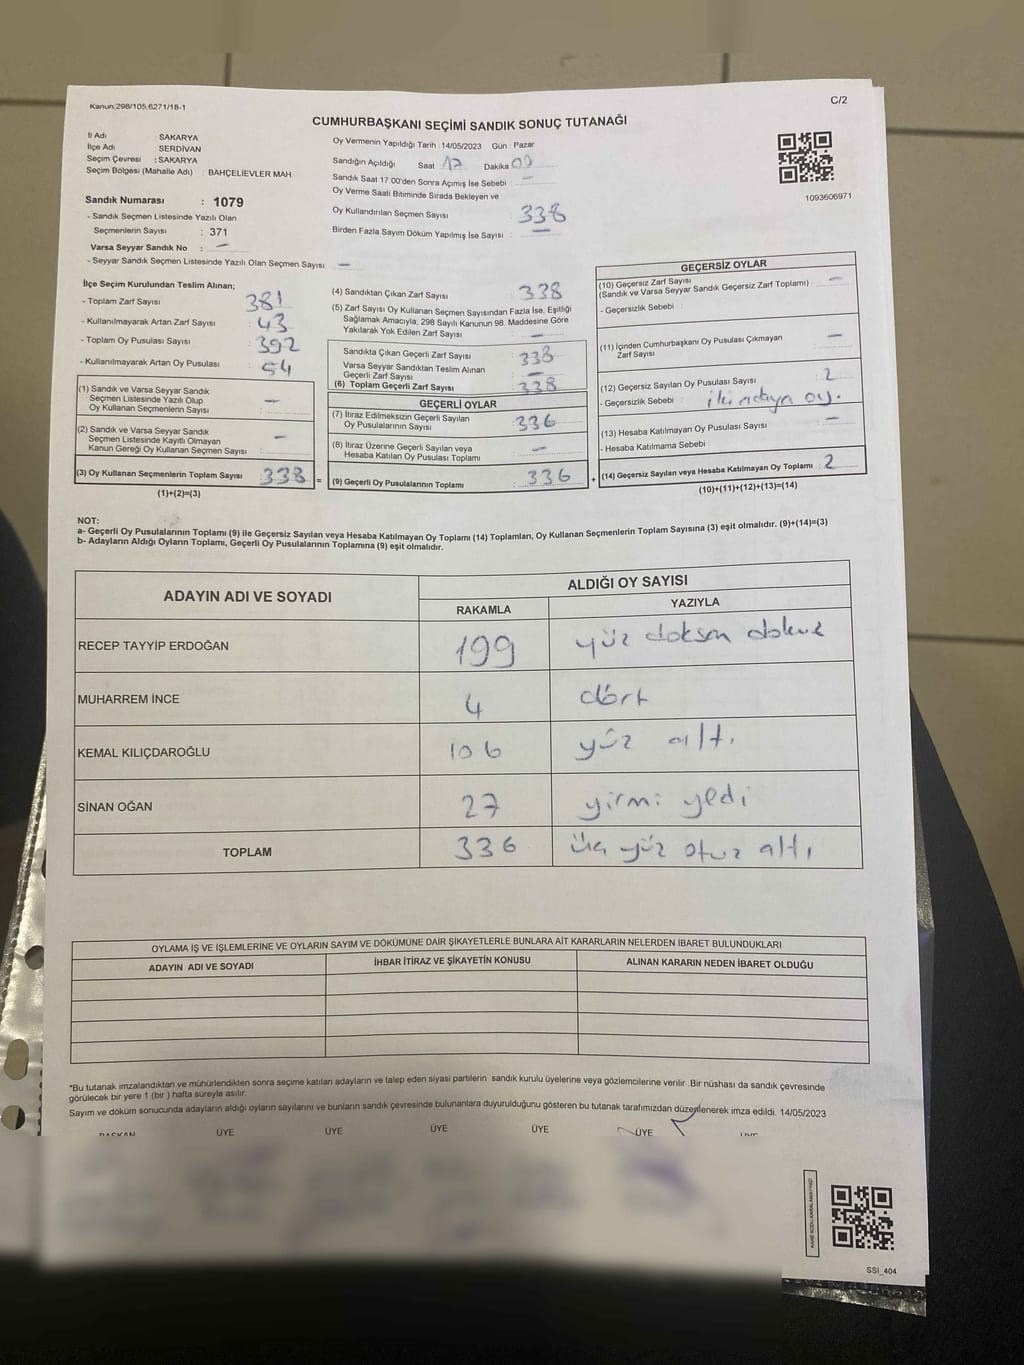 Kanun:298/105,6271/18-1
C/2
CUMHURBAŞKANI SEÇİMİ SANDIK SONUÇ TUTANAĞI
İl Adı SAKARYA
İlçe Adı SERDİVAN
Seçim Çevresi : SAKARYA
Seçim Bölgesi (Mahalle Adı) BAHÇELİEVLER MAH
Sandık Numarası : 1079
- Sandık Seçmen Listesinde Yazılı Olan
Seçmenlerin Sayısı : 371
Varsa Seyyar Sandık No : —
- Seyyar Sandık Seçmen Listesinde Yazılı Olan Seçmen Sayısı: —
Oy Vermenin Yapıldığı Tarih :14/05/2023 Gün : Pazar
Sandığın Açıldığı Saat 17 Dakika 00
Sandık Saat 17:00'den Sonra Açımış İse Sebebi : —
Oy Verme Saati Bitiminde Sırada Bekleyen ve
Oy Kullandırılan Seçmen Sayısı 338
Birden Fazla Sayım Döküm Yapılmış İse Sayısı : —
1093606971
İlçe Seçim Kurulundan Teslim Alınan;
- Toplam Zarf Sayısı 381
- Kullanılmayarak Artan Zarf Sayısı 43
- Toplam Oy Pusulası Sayısı 392
- Kullanılmayarak Artan Oy Pusulası 54
(1) Sandık ve Varsa Seyyar Sandık
Seçmen Listesinde Yazılı Olup
Oy Kullanan Seçmenlerin Sayısı : —
(2) Sandık ve Varsa Seyyar Sandık
Seçmen Listesinde Kayıtlı Olmayan
Kanun Gereği Oy Kullanan Seçmen Sayısı : —
(3) Oy Kullanan Seçmenlerin Toplam Sayısı 338 =
(1)+(2)=(3)
(4) Sandıktan Çıkan Zarf Sayısı 338
(5) Zarf Sayısı Oy Kullanan Seçmen Sayısından Fazla İse, Eşitliği
Sağlamak Amacıyla, 298 Sayılı Kanunun 98. Maddesine Göre
Yakılarak Yok Edilen Zarf Sayısı : —
Sandıkta Çıkan Geçerli Zarf Sayısı 338
Varsa Seyyar Sandıktan Teslim Alınan
Geçerli Zarf Sayısı —
(6) Toplam Geçerli Zarf Sayısı 338
GEÇERLİ OYLAR
(7) İtiraz Edilmeksizin Geçerli Sayılan
Oy Pusulalarının Sayısı 336
(8) İtiraz Üzerine Geçerli Sayılan veya
Hesaba Katılan Oy Pusulası Toplamı : —
(9) Geçerli Oy Pusulalarının Toplamı : 336 +
GEÇERSİZ OYLAR
(10) Geçersiz Zarf Sayısı
(Sandık ve Varsa Seyyar Sandık Geçersiz Zarf Toplamı) : —
- Geçersizlik Sebebi :
(11) İçinden Cumhurbaşkanı Oy Pusulası Çıkmayan
Zarf Sayısı : —
(12) Geçersiz Sayılan Oy Pusulası Sayısı : 2
- Geçersizlik Sebebi : iki adaya oy.
(13) Hesaba Katılmayan Oy Pusulası Sayısı : —
- Hesaba Katılmama Sebebi :
(14) Geçersiz Sayılan veya Hesaba Katılmayan Oy Toplamı : 2
(10)+(11)+(12)+(13)=(14)
NOT:
a- Geçerli Oy Pusulalarının Toplamı (9) ile Geçersiz Sayılan veya Hesaba Katılmayan Oy Toplamı (14) Toplamları, Oy Kullanan Seçmenlerin Toplam Sayısına (3) eşit olmalıdır. (9)+(14)=(3)
b- Adayların Aldığı Oyların Toplamı, Geçerli Oy Pusulalarının Toplamına (9) eşit olmalıdır.
ADAYIN ADI VE SOYADI ALDIĞI OY SAYISI
RAKAMLA YAZIYLA
RECEP TAYYİP ERDOĞAN 199 yüz doksan dokuz
MUHARREM İNCE 4 dört
KEMAL KILIÇDAROĞLU 106 yüz altı
SİNAN OĞAN 27 yirmi yedi
TOPLAM 336 üç yüz otuz altı
OYLAMA İŞ VE İŞLEMLERİNE VE OYLARIN SAYIM VE DÖKÜMÜNE DAİR ŞİKAYETLERLE BUNLARA AİT KARARLARIN NELERDEN İBARET BULUNDUKLARI
ADAYIN ADI VE SOYADI İHBAR İTİRAZ VE ŞİKAYETİN KONUSU ALINAN KARARIN NEDEN İBARET OLDUĞU
*Bu tutanak imzalandıktan ve mühürlendikten sonra seçime katılan adayların ve talep eden siyasi partilerin sandık kurulu üyelerine veya gözlemcilerine verilir. Bir nüshası da sandık çevresinde
görülecek bir yere 1 (bir ) hafta süreyle asılır.
Sayım ve döküm sonucunda adayların aldığı oyların sayılarını ve bunların sandık çevresinde bulunanlara duyurulduğunu gösteren bu tutanak tarafımızdan düzenlenerek imza edildi. 14/05/2023
BAŞKAN ÜYE ÜYE ÜYE ÜYE ÜYE ÜYE
SSI_404